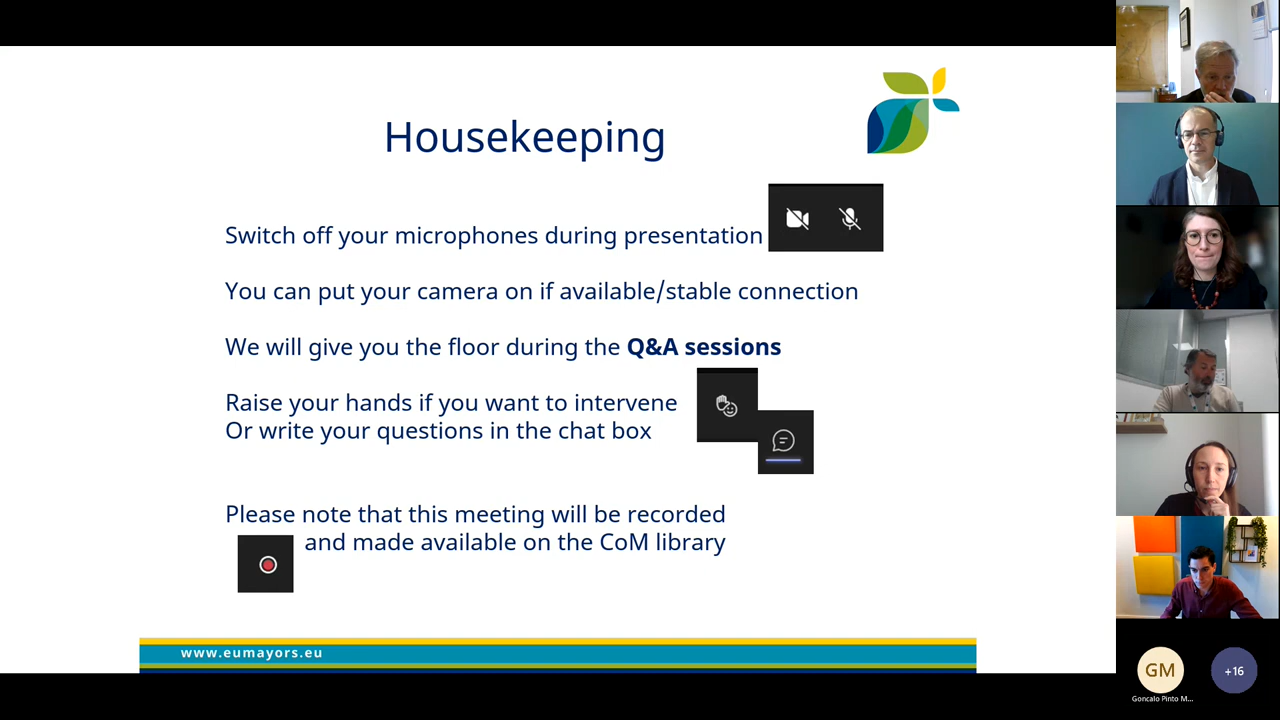 Housekeeping
Switch off your microphones during presentation
You can put your camera on if available/stable connection
We will give you the floor during the Q&A sessions
Raise your hands if you want to intervene
Or write your questions in the chat box
Please note that this meeting will be recorded
and made available on the CoM library
www.eumayors.eu
GM
+16
Goncalo Pinto M...